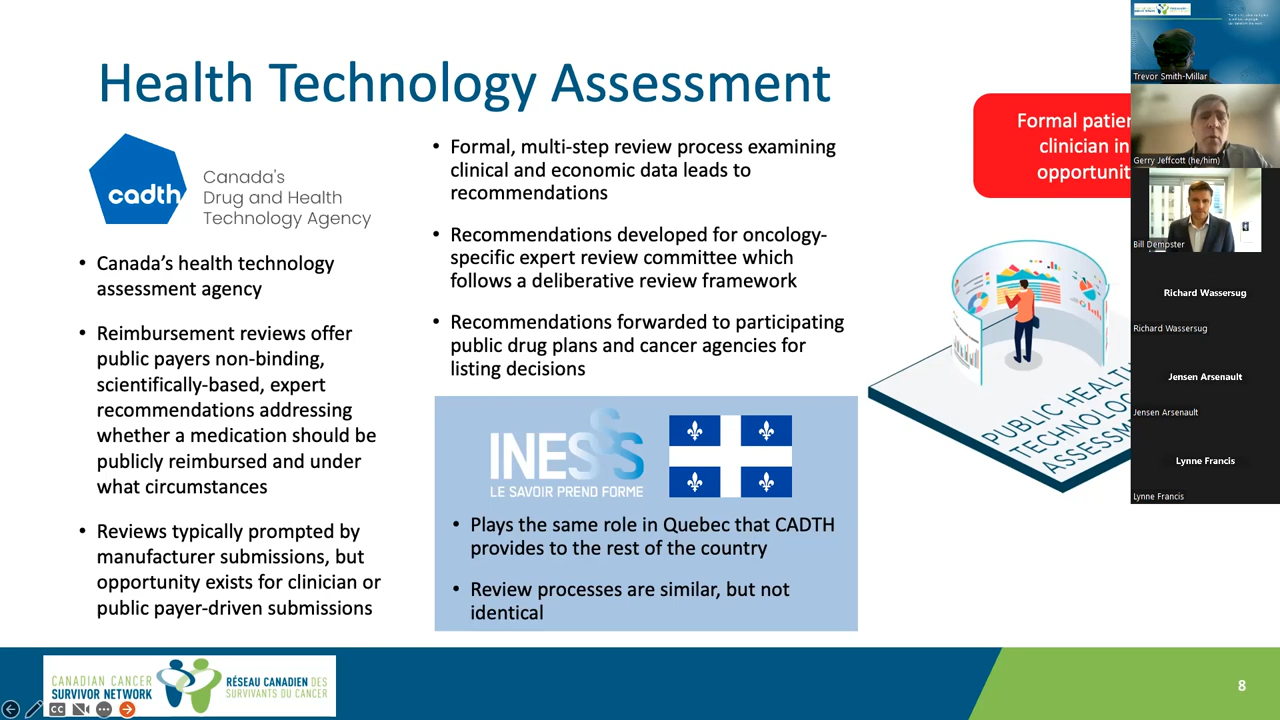 Health Technology Assessment
cadth
Canada's
Drug and Health
Technology Agency
• Canada's health technology
assessment agency
• Reimbursement reviews offer
public payers non-binding,
scientifically-based, expert
recommendations addressing
whether a medication should be
publicly reimbursed and under
what circumstances
• Reviews typically prompted by
manufacturer submissions, but
opportunity exists for clinician or
public payer-driven submissions
• Formal, multi-step review process examining
clinical and economic data leads to
recommendations
• Recommendations developed for oncology-
specific expert review committee which
follows a deliberative review framework
• Recommendations forwarded to participating
public drug plans and cancer agencies for
listing decisions
INESSS
LE SAVOIR PREND FORME
• Plays the same role in Quebec that CADTH
provides to the rest of the country
• Review processes are similar, but not
identical
Formal patien
clinician in
opportunit
PUBLIC HEALTH
TECHNOLOG
ASSESSM
Trevor Smith-Millar
Gerry Jeffcott (he/him)
Bill Dempster
Richard Wassersug
Richard Wassersug
Jensen Arsenault
Jensen Arsenault
Lynne Francis
Lynne Francis
CANADIAN CANCER
SURVIVOR NETWORK
RÉSEAU CANADIEN DES
SURVIVANTS DU CANCER
CC
8